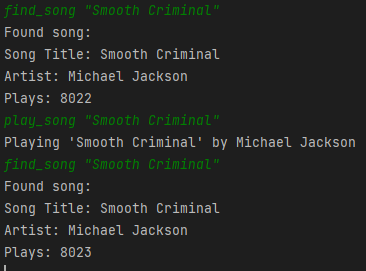 find_song "Smooth Criminal"
Found song:
Song Title: Smooth Criminal
Artist: Michael Jackson
Plays: 8022
play_song "Smooth Criminal"
Playing 'Smooth Criminal' by Michael Jackson
find_song "Smooth Criminal"
Found song:
Song Title: Smooth Criminal
Artist: Michael Jackson
Plays: 8023